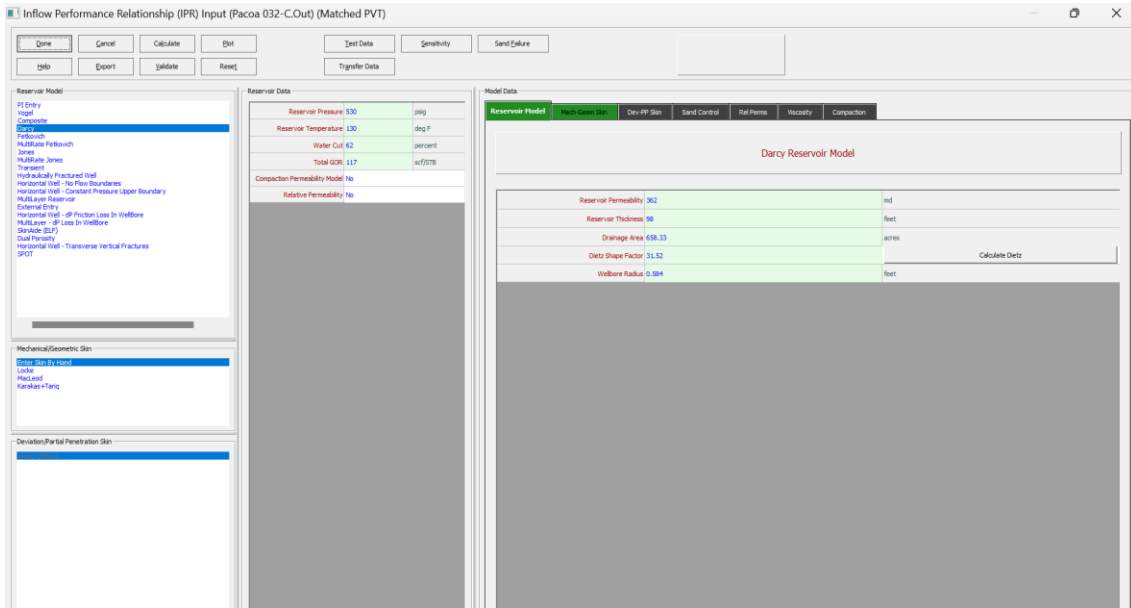 Inflow Performance Relationship (IPR) Input (Pacoa 032-C.Out) (Matched PVT)
Done Cancel Calculate Plot Test Data Sensitivity Sand Failure
Help Export Validate Reset Transfer Data
Reservoir Model
PI Entry
Vogel
Composite
Darcy
Fetkovich
MultiRate Fetkovich
Jones
MultiRate Jones
Transient
Hydraulically Fractured Well
Horizontal Well - No Flow Boundaries
Horizontal Well - Constant Pressure Upper Boundary
MultiLayer Reservoir
External Entry
Horizontal Well - dP Friction Loss In WellBore
MultiLayer - dP Loss In WellBore
SkinAide (ELF)
Dual Porosity
Horizontal Well - Transverse Vertical Fractures
SPOT
Mechanical/Geometric Skin
Enter Skin By Hand
Locke
MacLeod
Karakas+Tariq
Deviation/Partial Penetration Skin
Reservoir Data
Reservoir Pressure 530 psig
Reservoir Temperature 130 deg F
Water Cut 62 percent
Total GOR 117 scf/STB
Compaction Permeability Model No
Relative Permeability No
Model Data
Reservoir Model Mech-Geom Skin Dev-PP Skin Sand Control Rel Perms Viscosity Compaction
Darcy Reservoir Model
Reservoir Permeability 362 md
Reservoir Thickness 98 feet
Drainage Area 658.33 acres
Dietz Shape Factor 31.52 Calculate Dietz
Wellbore Radius 0.584 feet